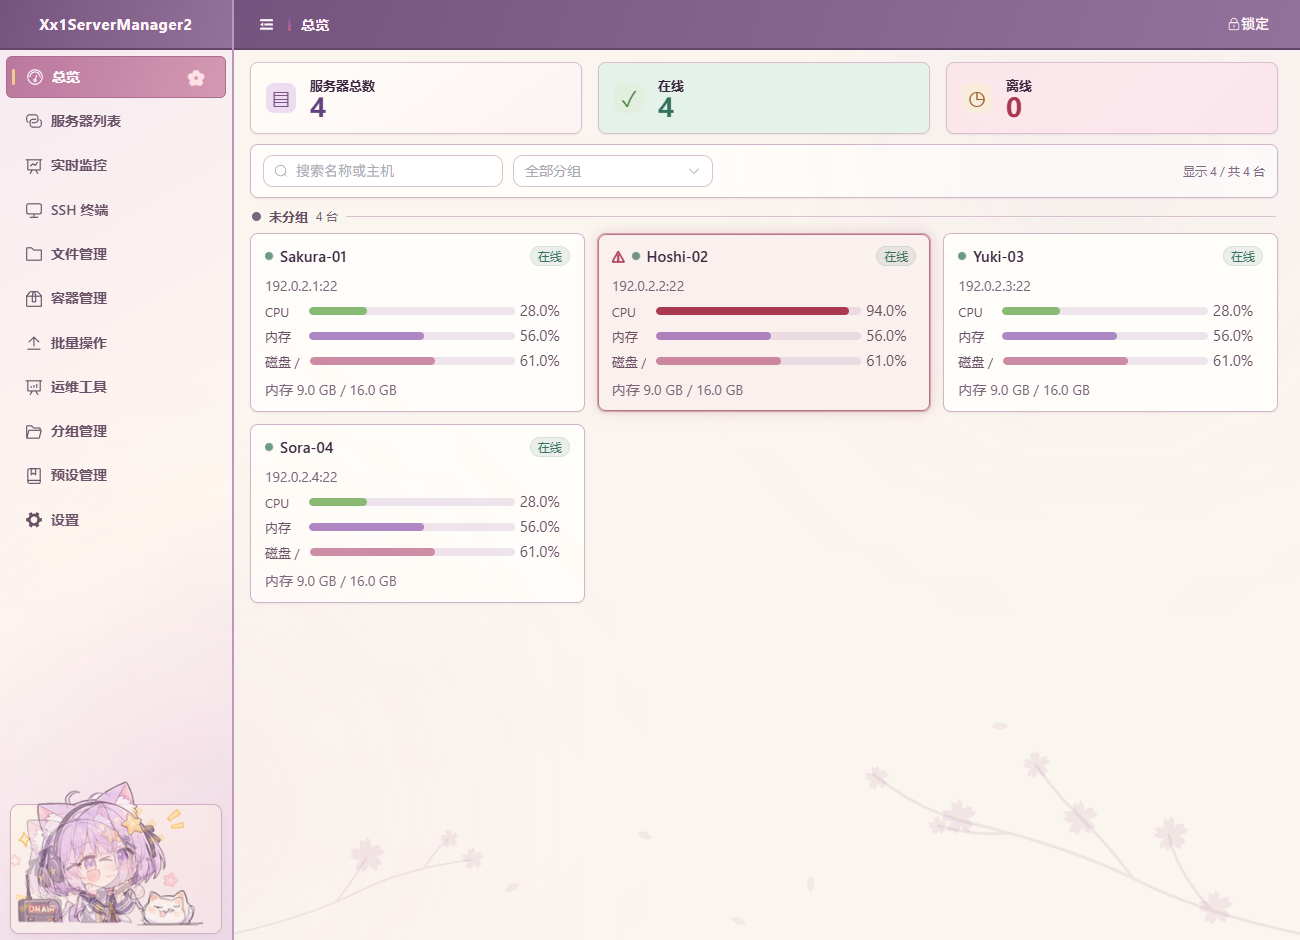 Xx1ServerManager2
总览
锁定
总览
服务器列表
实时监控
SSH 终端
文件管理
容器管理
批量操作
运维工具
分组管理
预设管理
设置
ON AIR
服务器总数
4
在线
4
离线
0
搜索名称或主机
全部分组
显示 4 / 共 4 台
未分组 4 台
Sakura-01 在线
192.0.2.1:22
CPU 28.0%
内存 56.0%
磁盘 / 61.0%
内存 9.0 GB / 16.0 GB
Hoshi-02 在线
192.0.2.2:22
CPU 94.0%
内存 56.0%
磁盘 / 61.0%
内存 9.0 GB / 16.0 GB
Yuki-03 在线
192.0.2.3:22
CPU 28.0%
内存 56.0%
磁盘 / 61.0%
内存 9.0 GB / 16.0 GB
Sora-04 在线
192.0.2.4:22
CPU 28.0%
内存 56.0%
磁盘 / 61.0%
内存 9.0 GB / 16.0 GB